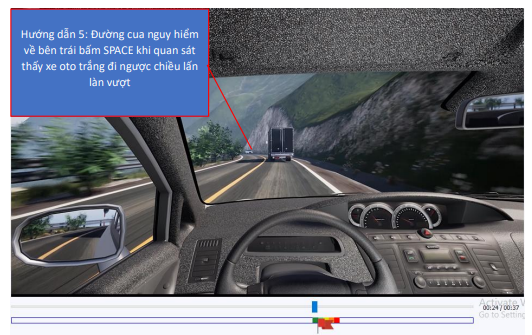 Hướng dẫn 5: Đường cua nguy hiểm
về bên trái bấm SPACE khi quan sát
thấy xe oto trắng đi ngược chiều lấn
làn vượt
Activate
00:24 / 00:37
Go to Setting